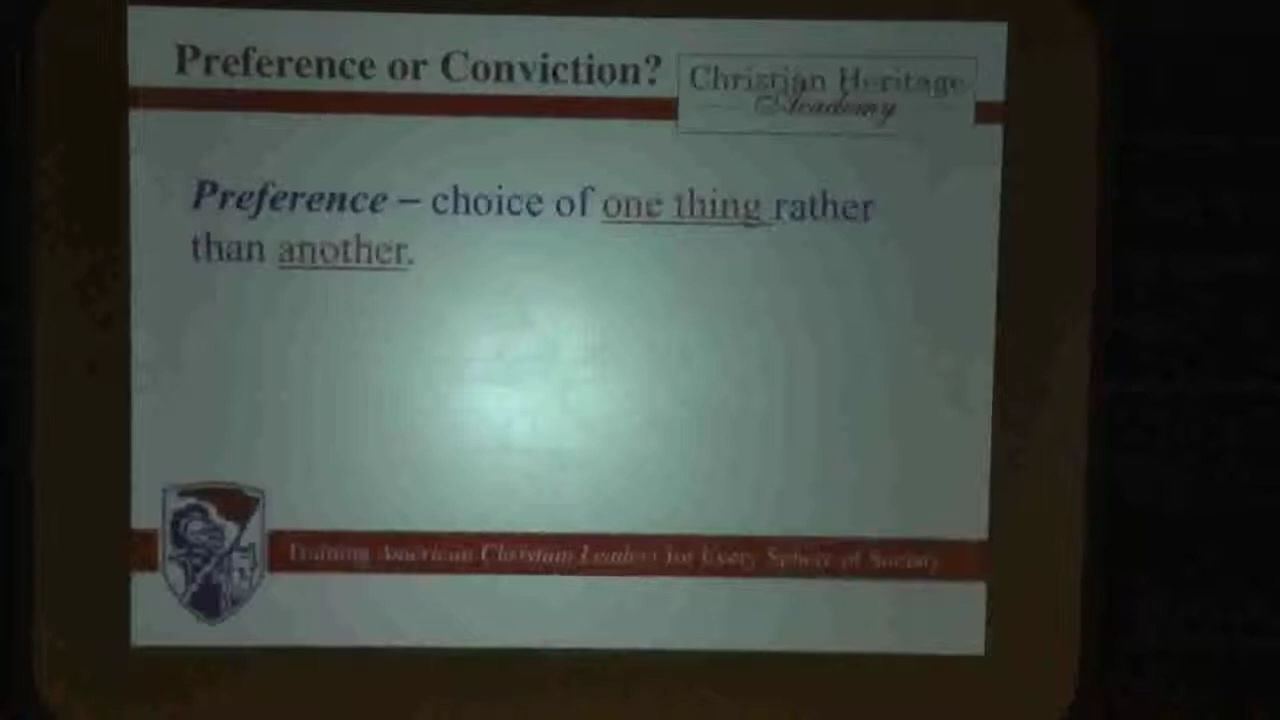 Preference or Conviction?
Christian Heritage
Academy
Preference – choice of one thing rather
than another.
Training American Christian Leaders for Every Sphere of Society